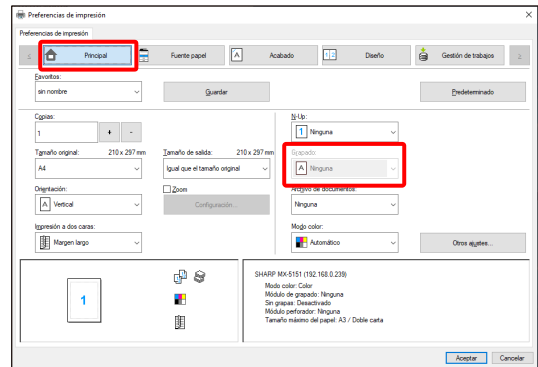 Preferencias de impresión
Preferencias de impresión
Principal
Fuente papel
Acabado
Diseño
Gestión de trabajos
Favoritos:
sin nombre
Guardar
Predeterminado
Copias:
1
+ -
N-Up:
1 Ninguna
Tamaño original: 210 x 297 mm
A4
Tamaño de salida: 210 x 297 mm
Igual que el tamaño original
Grapado:
A Ninguna
Orientación:
A Vertical
Zoom
Configuración...
Archivo de documentos:
Ninguna
Impresión a dos caras:
Margen largo
Modo color:
Automático
Otros ajustes...
1
SHARP MX-5151 (192.168.0.239)
Modo color: Color
Módulo de grapado: Ninguna
Sin grapas: Desactivado
Módulo perforador: Ninguna
Tamaño máximo del papel: A3 / Doble carta
Aceptar
Cancelar